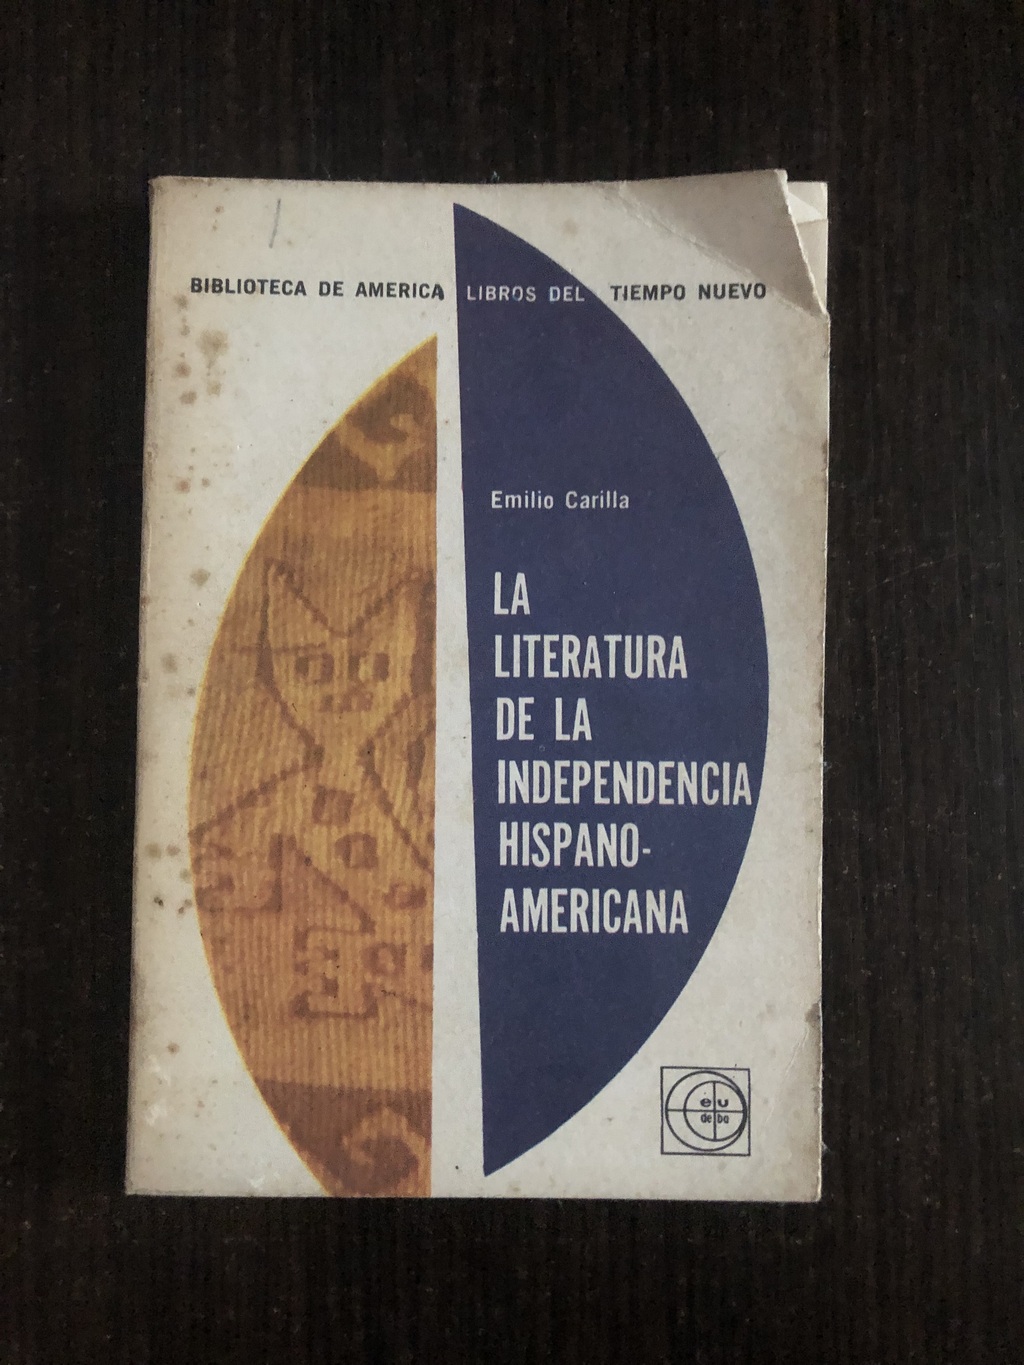 BIBLIOTECA DE AMERICA LIBROS DEL TIEMPO NUEVO
Emilio Carilla
LA
LITERATURA
DE LA
INDEPENDENCIA
HISPANO-
AMERICANA
eu
deba